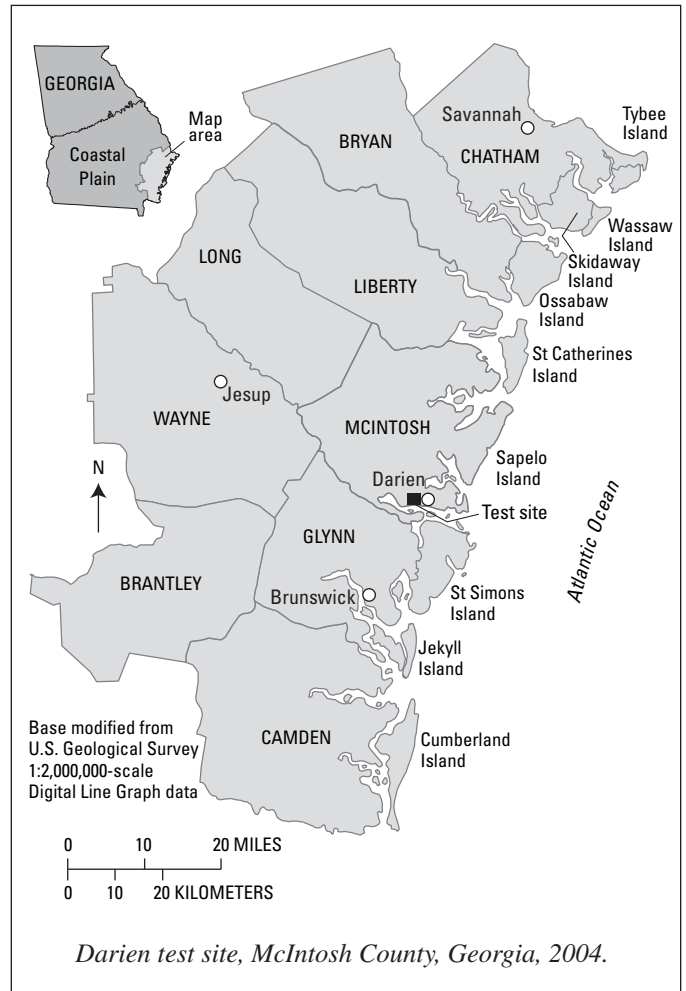 GEORGIA
Coastal
Plain
Map
area
Savannah
Tybee
Island
BRYAN
CHATHAM
Wassaw
Island
Skidaway
Island
Ossabaw
Island
LONG
LIBERTY
St Catherines
Island
Jesup
WAYNE
MCINTOSH
Sapelo
Island
N
Darien
Test site
Atlantic Ocean
GLYNN
BRANTLEY
Brunswick
St Simons
Island
Jekyll
Island
CAMDEN
Cumberland
Island
Base modified from
U.S. Geological Survey
1:2,000,000-scale
Digital Line Graph data
0 10 20 MILES
0 10 20 KILOMETERS
Darien test site, McIntosh County, Georgia, 2004.